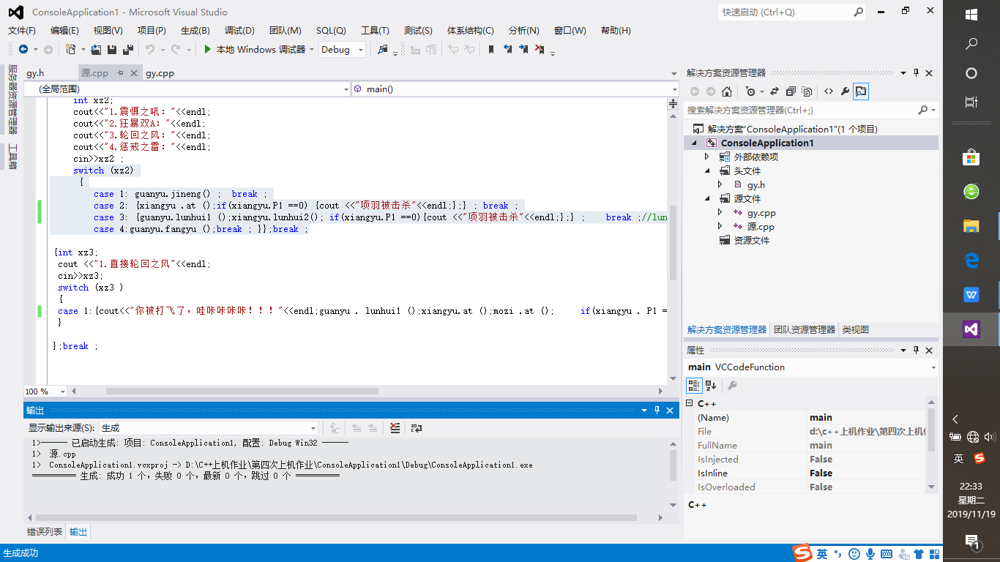 ConsoleApplication1 - Microsoft Visual Studio
快速启动 (Ctrl+Q)
文件(F) 编辑(E) 视图(V) 项目(P) 生成(B) 调试(D) 团队(M) SQL(Q) 工具(T) 测试(S) 体系结构(C) 分析(N) 窗口(W) 帮助(H)
本地 Windows 调试器 Debug
服务器资源管理器
工具箱
gy.h 源.cpp gy.cpp
(全局范围) main()
int xz2;
cout<<"1.震慑之吼: "<<endl;
cout<<"2.狂暴双A: "<<endl;
cout<<"3.轮回之风: "<<endl;
cout<<"4.惩戒之雷: "<<endl;
cin>>xz2 ;
switch (xz2)
{
case 1: guanyu.jineng() ; break ;
case 2: {xiangyu .at ();if(xiangyu.P1 ==0) {cout <<"项羽被击杀"<<endl;};} ; break ;
case 3: {guanyu.lunhui1 ();xiangyu.lunhui2(); if(xiangyu.P1 ==0){cout <<"项羽被击杀"<<endl;};} ; break ;//lun
case 4:guanyu.fangyu ();break ; }};break ;
{int xz3;
cout <<"1.直接轮回之风"<<endl;
cin>>xz3;
switch (xz3 )
{
case 1:{cout<<"你被打飞了，哇咔咔咔咔！！！"<<endl;guanyu . lunhui1 ();xiangyu.at ();mozi .at (); if(xiangyu . P1 =
}
};break ;
100 %
输出
显示输出来源(S): 生成
1>------ 已启动生成: 项目: ConsoleApplication1, 配置: Debug Win32 ------
1> 源.cpp
1> ConsoleApplication1.vcxproj -> D:\C++上机作业\第四次上机作业\ConsoleApplication1\Debug\ConsoleApplication1.exe
========== 生成: 成功 1 个，失败 0 个，最新 0 个，跳过 0 个 ==========
错误列表 输出
生成成功
解决方案资源管理器
搜索解决方案资源管理器(Ctrl+;)
解决方案"ConsoleApplication1"(1 个项目)
ConsoleApplication1
外部依赖项
头文件
gy.h
源文件
gy.cpp
源.cpp
资源文件
解决方案资源管理器 团队资源管理器 类视图
属性
main VCCodeFunction
C++
(Name) main
File d:\c++上机作业\第四次上机
FullName main
IsInjected False
IsInline False
IsOverloaded False
C++
英
22:33
星期二
2019/11/19
1
英